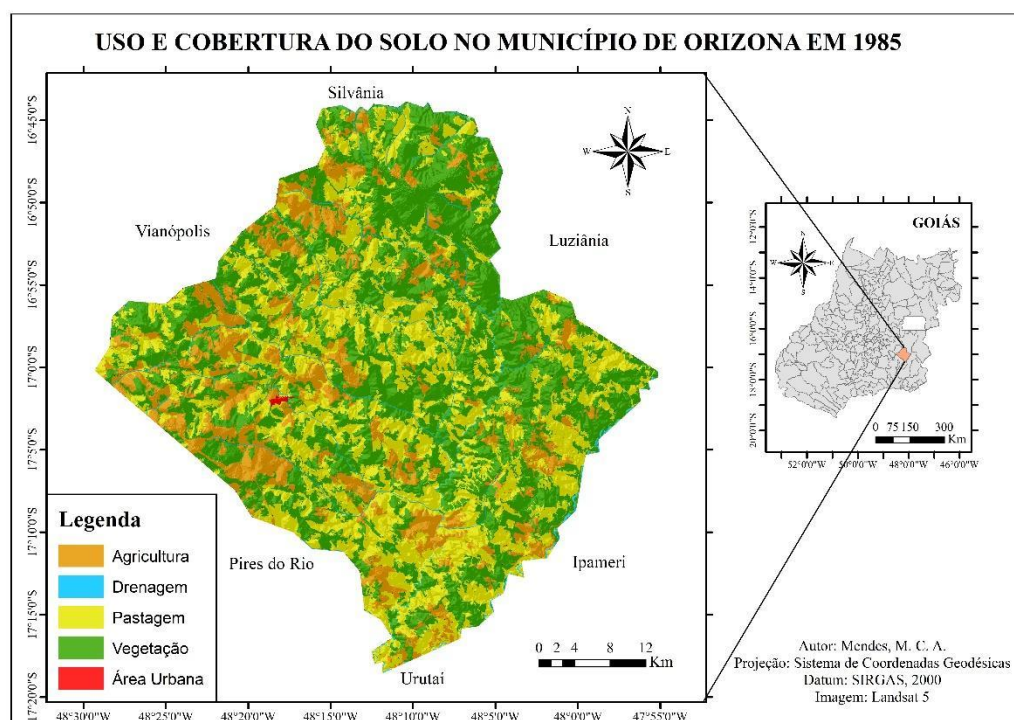 USO E COBERTURA DO SOLO NO MUNICÍPIO DE ORIZONA EM 1985
Silvânia
N
W E
S
Vianópolis
Luziânia
Pires do Rio
Ipameri
Urutaí
16°45'0"S
16°50'0"S
16°55'0"S
17°0'0"S
17°5'0"S
17°10'0"S
17°15'0"S
17°20'0"S
48°30'0"W 48°25'0"W 48°20'0"W 48°15'0"W 48°10'0"W 48°5'0"W 48°0'0"W 47°55'0"W
Legenda
Agricultura
Drenagem
Pastagem
Vegetação
Área Urbana
0 2 4 8 12
Km
GOIÁS
N
W E
S
12°0'0"S
14°0'0"S
16°0'0"S
18°0'0"S
20°0'0"S
0 75 150 300
Km
52°0'0"W 50°0'0"W 48°0'0"W 46°0'0"W
Autor: Mendes, M. C. A.
Projeção: Sistema de Coordenadas Geodésicas
Datum: SIRGAS, 2000
Imagem: Landsat 5